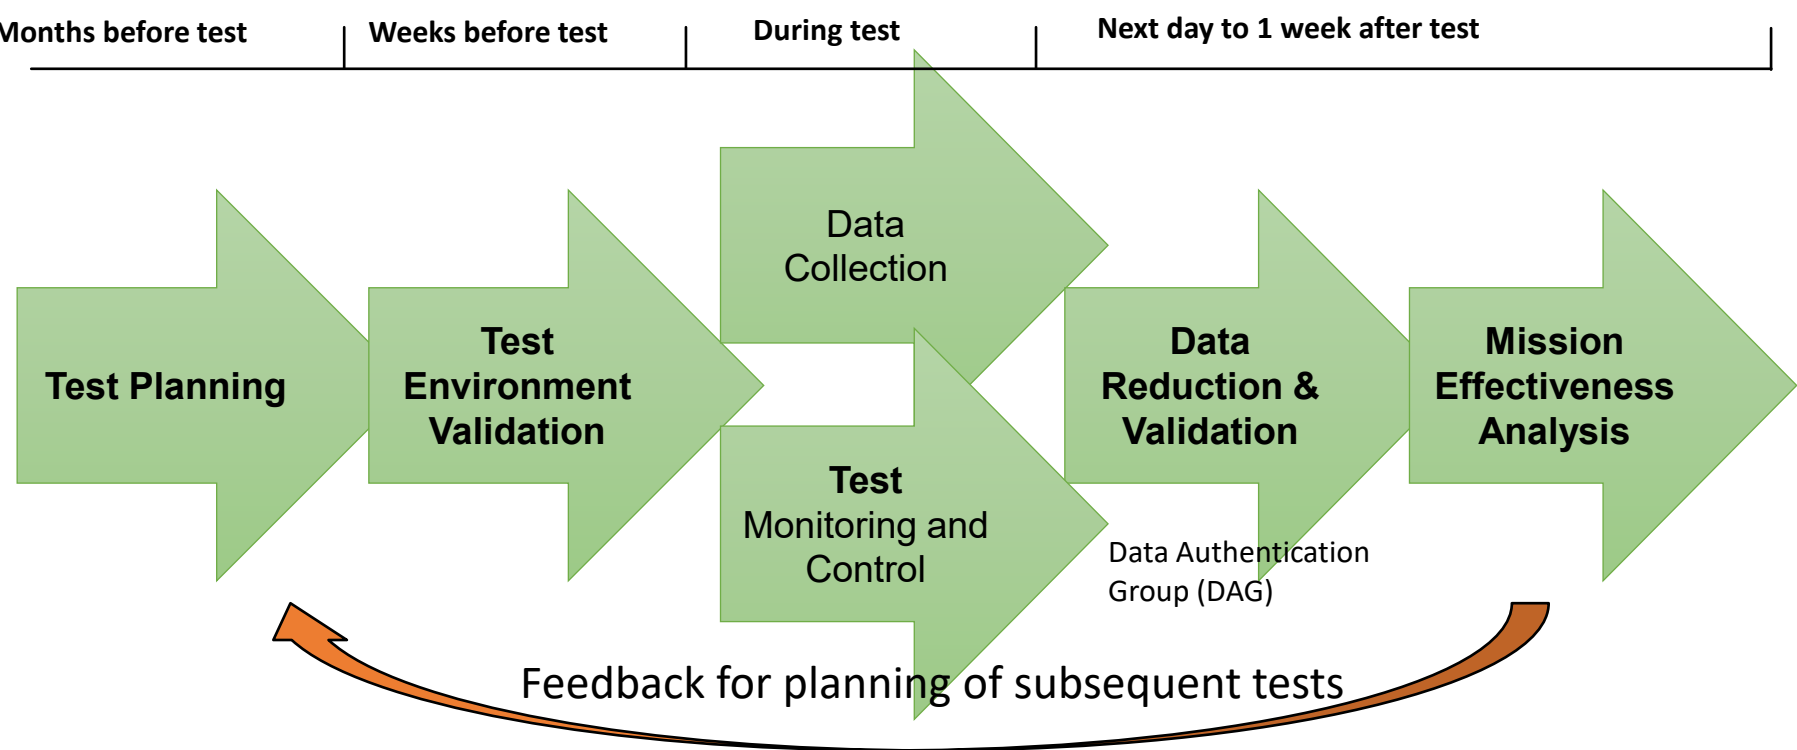 Months before test
Weeks before test
During test
Next day to 1 week after test
Test Planning
Test
Environment
Validation
Data
Collection
Test
Monitoring and
Control
Data
Reduction &
Validation
Mission
Effectiveness
Analysis
Data Authentication
Group (DAG)
Feedback for planning of subsequent tests